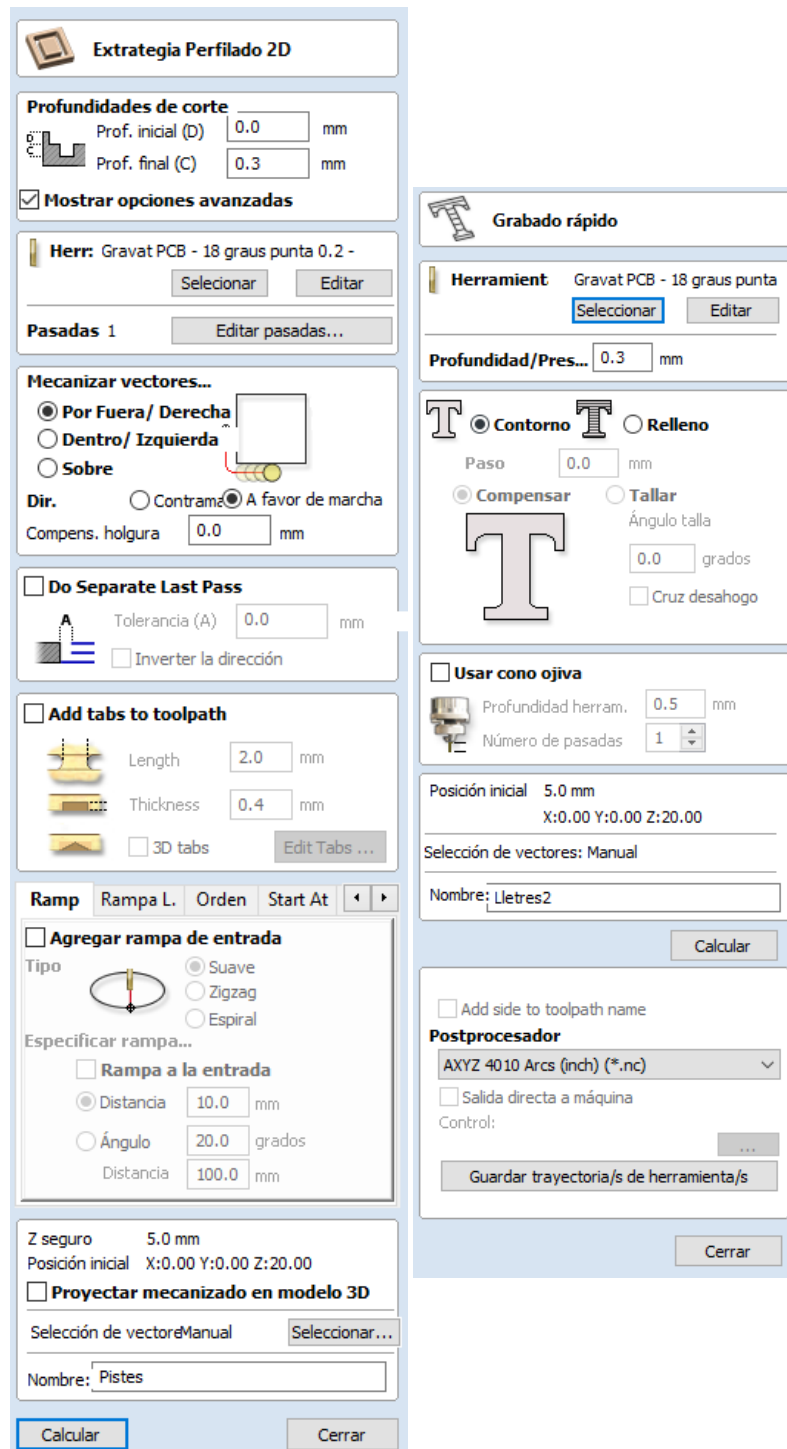 Extrategia Perfilado 2D
Profundidades de corte
Prof. inicial (D) 0.0 mm
Prof. final (C) 0.3 mm
D
C
Mostrar opciones avanzadas
Herr: Gravat PCB - 18 graus punta 0.2 -
Selecionar Editar
Pasadas 1 Editar pasadas...
Mecanizar vectores...
Por Fuera/ Derecha
Dentro/ Izquierda
Sobre
Dir. Contrama A favor de marcha
Compens. holgura 0.0 mm
Do Separate Last Pass
A Tolerancia (A) 0.0 mm
Inverter la dirección
Add tabs to toolpath
Length 2.0 mm
Thickness 0.4 mm
3D tabs Edit Tabs ...
Ramp Rampa L. Orden Start At
Agregar rampa de entrada
Tipo Suave
Zigzag
Espiral
Especificar rampa...
Rampa a la entrada
Distancia 10.0 mm
Ángulo 20.0 grados
Distancia 100.0 mm
Z seguro 5.0 mm
Posición inicial X:0.00 Y:0.00 Z:20.00
Proyectar mecanizado en modelo 3D
Selección de vectore Manual Seleccionar...
Nombre: Pistes
Calcular Cerrar
Grabado rápido
Herramient Gravat PCB - 18 graus punta
Seleccionar Editar
Profundidad/Pres... 0.3 mm
Contorno Relleno
Paso 0.0 mm
Compensar Tallar
Ángulo talla
0.0 grados
Cruz desahogo
Usar cono ojiva
Profundidad herram. 0.5 mm
Número de pasadas 1
Posición inicial 5.0 mm
X:0.00 Y:0.00 Z:20.00
Selección de vectores: Manual
Nombre: Lletres2
Calcular
Add side to toolpath name
Postprocesador
AXYZ 4010 Arcs (inch) (*.nc)
Salida directa a máquina
Control:
...
Guardar trayectoria/s de herramienta/s
Cerrar